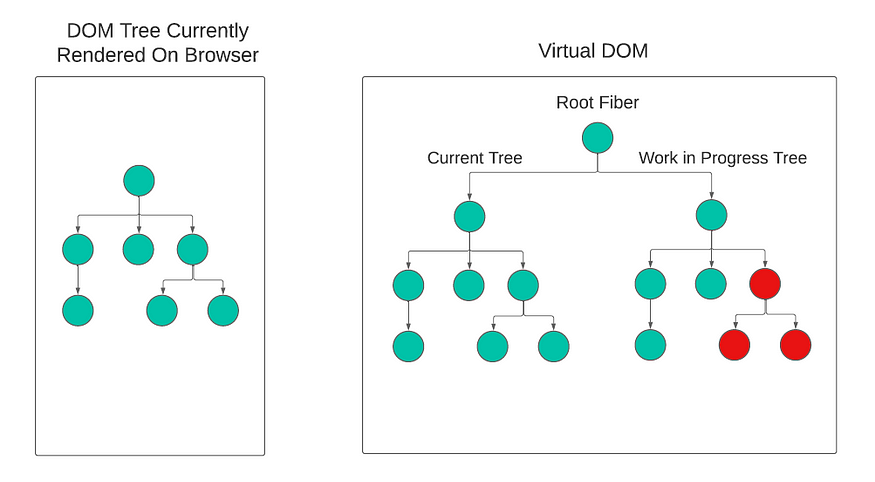 DOM Tree Currently
Rendered On Browser
Virtual DOM
Root Fiber
Current Tree
Work in Progress Tree